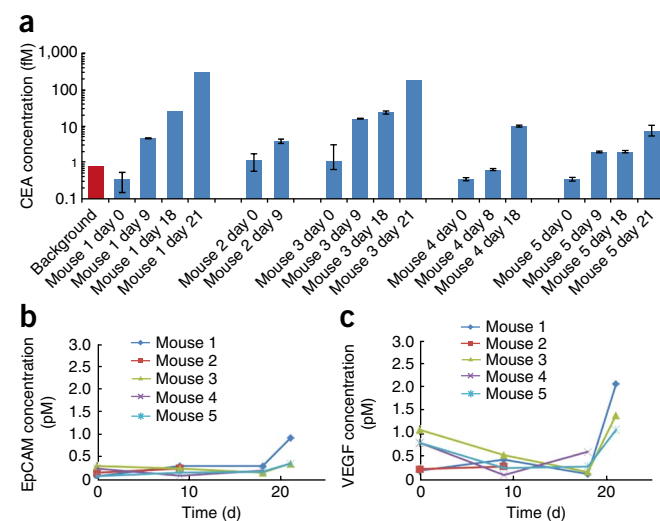 a
CEA concentration (fM)
1,000
100
10
1
0.1
Background
Mouse 1 day 0
Mouse 1 day 9
Mouse 1 day 18
Mouse 1 day 21
Mouse 2 day 0
Mouse 2 day 9
Mouse 3 day 0
Mouse 3 day 9
Mouse 3 day 18
Mouse 3 day 21
Mouse 4 day 0
Mouse 4 day 8
Mouse 4 day 18
Mouse 5 day 0
Mouse 5 day 9
Mouse 5 day 18
Mouse 5 day 21
b
EpCAM concentration
(pM)
3.0
2.5
2.0
1.5
1.0
0.5
0
Mouse 1
Mouse 2
Mouse 3
Mouse 4
Mouse 5
0
10
20
Time (d)
c
VEGF concentration
(pM)
3.0
2.5
2.0
1.5
1.0
0.5
0
Mouse 1
Mouse 2
Mouse 3
Mouse 4
Mouse 5
0
10
20
Time (d)